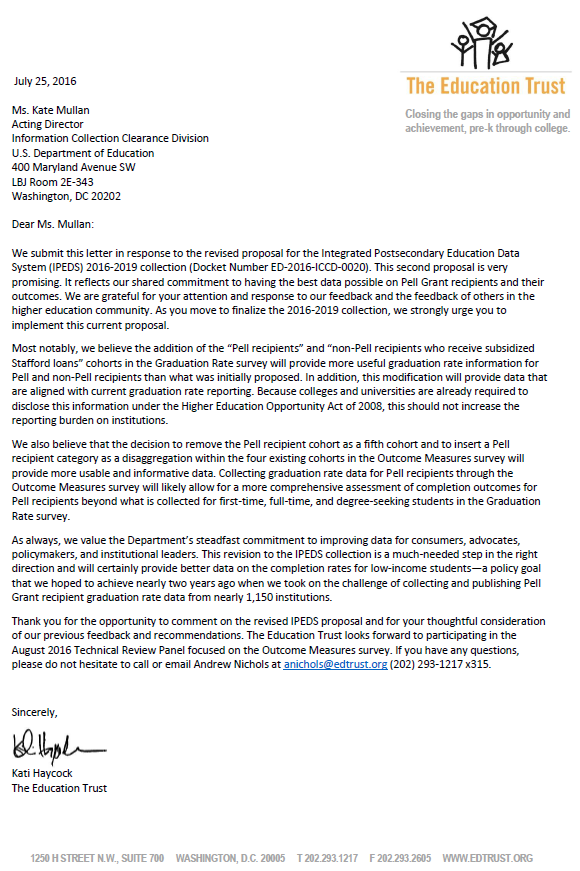 July 25, 2016
The Education Trust
Closing the gaps in opportunity and
achievement, pre-k through college.
Ms. Kate Mullan
Acting Director
Information Collection Clearance Division
U.S. Department of Education
400 Maryland Avenue SW
LBJ Room 2E-343
Washington, DC 20202
Dear Ms. Mullan:
We submit this letter in response to the revised proposal for the Integrated Postsecondary Education Data
System (IPEDS) 2016-2019 collection (Docket Number ED-2016-ICCD-0020). This second proposal is very
promising. It reflects our shared commitment to having the best data possible on Pell Grant recipients and their
outcomes. We are grateful for your attention and response to our feedback and the feedback of others in the
higher education community. As you move to finalize the 2016-2019 collection, we strongly urge you to
implement this current proposal.
Most notably, we believe the addition of the “Pell recipients” and “non-Pell recipients who receive subsidized
Stafford loans” cohorts in the Graduation Rate survey will provide more useful graduation rate information for
Pell and non-Pell recipients than what was initially proposed. In addition, this modification will provide data that
are aligned with current graduation rate reporting. Because colleges and universities are already required to
disclose this information under the Higher Education Opportunity Act of 2008, this should not increase the
reporting burden on institutions.
We also believe that the decision to remove the Pell recipient cohort as a fifth cohort and to insert a Pell
recipient category as a disaggregation within the four existing cohorts in the Outcome Measures survey will
provide more usable and informative data. Collecting graduation rate data for Pell recipients through the
Outcome Measures survey will likely allow for a more comprehensive assessment of completion outcomes for
Pell recipients beyond what is collected for first-time, full-time, and degree-seeking students in the Graduation
Rate survey.
As always, we value the Department’s steadfast commitment to improving data for consumers, advocates,
policymakers, and institutional leaders. This revision to the IPEDS collection is a much-needed step in the right
direction and will certainly provide better data on the completion rates for low-income students—a policy goal
that we hoped to achieve nearly two years ago when we took on the challenge of collecting and publishing Pell
Grant recipient graduation rate data from nearly 1,150 institutions.
Thank you for the opportunity to comment on the revised IPEDS proposal and for your thoughtful consideration
of our previous feedback and recommendations. The Education Trust looks forward to participating in the
August 2016 Technical Review Panel focused on the Outcome Measures survey. If you have any questions,
please do not hesitate to call or email Andrew Nichols at anichols@edtrust.org (202) 293-1217 x315.
Sincerely,
Kati Haycock
The Education Trust
1250 H STREET N.W., SUITE 700 WASHINGTON, D.C. 20005 T 202.293.1217 F 202.293.2605 WWW.EDTRUST.ORG